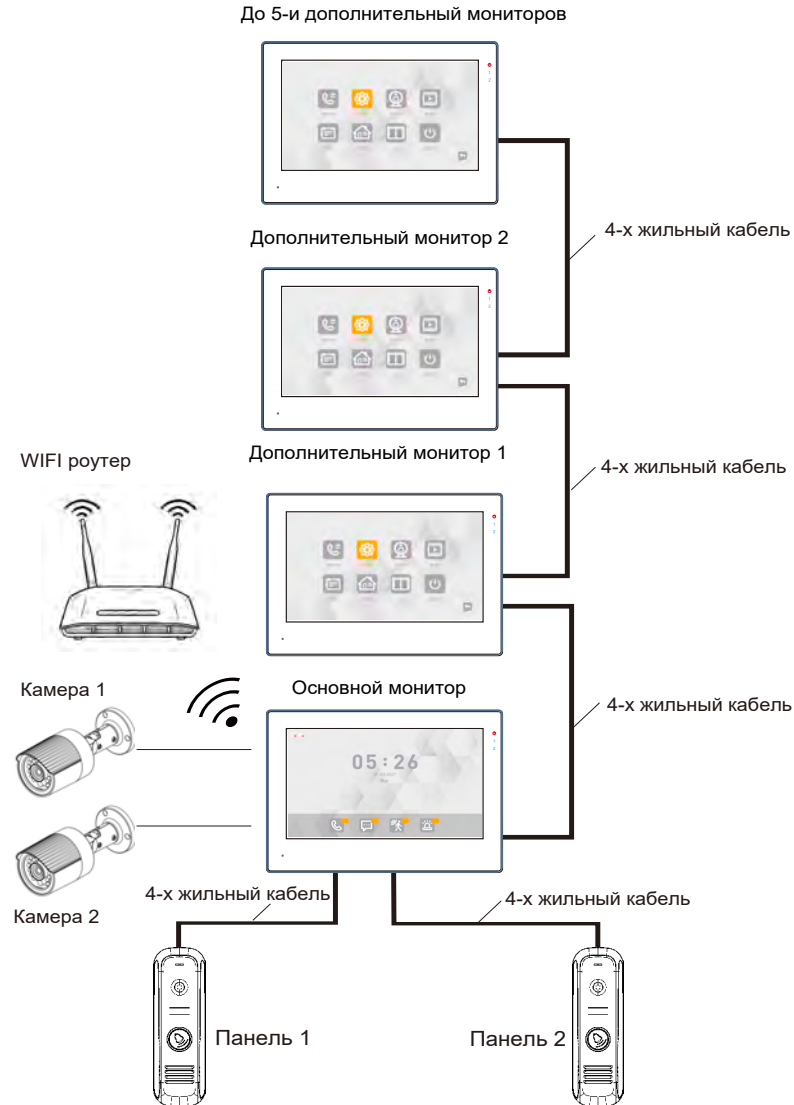 До 5-и дополнительный мониторов
4-х жильный кабель
Дополнительный монитор 2
Дополнительный монитор 1
4-х жильный кабель
WIFI роутер
Камера 1
Основной монитор
4-х жильный кабель
05:26
4-х жильный кабель
4-х жильный кабель
Камера 2
Панель 1
Панель 2